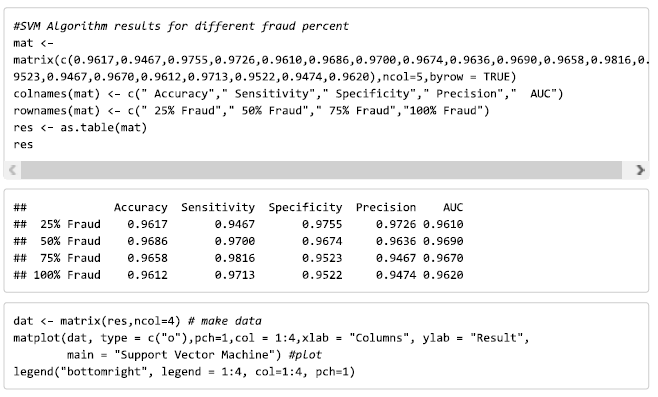 #SVM Algorithm results for different fraud percent
mat <-
matrix(c(0.9617,0.9467,0.9755,0.9726,0.9610,0.9686,0.9700,0.9674,0.9636,0.9690,0.9658,0.9816,0.
9523,0.9467,0.9670,0.9612,0.9713,0.9522,0.9474,0.9620),ncol=5,byrow = TRUE)
colnames(mat) <- c(" Accuracy"," Sensitivity"," Specificity"," Precision","  AUC")
rownames(mat) <- c(" 25% Fraud"," 50% Fraud"," 75% Fraud","100% Fraud")
res <- as.table(mat)
res
##             Accuracy  Sensitivity  Specificity  Precision    AUC
##  25% Fraud    0.9617       0.9467       0.9755     0.9726 0.9610
##  50% Fraud    0.9686       0.9700       0.9674     0.9636 0.9690
##  75% Fraud    0.9658       0.9816       0.9523     0.9467 0.9670
## 100% Fraud    0.9612       0.9713       0.9522     0.9474 0.9620
dat <- matrix(res,ncol=4) # make data
matplot(dat, type = c("o"),pch=1,col = 1:4,xlab = "Columns", ylab = "Result",
        main = "Support Vector Machine") #plot
legend("bottomright", legend = 1:4, col=1:4, pch=1)